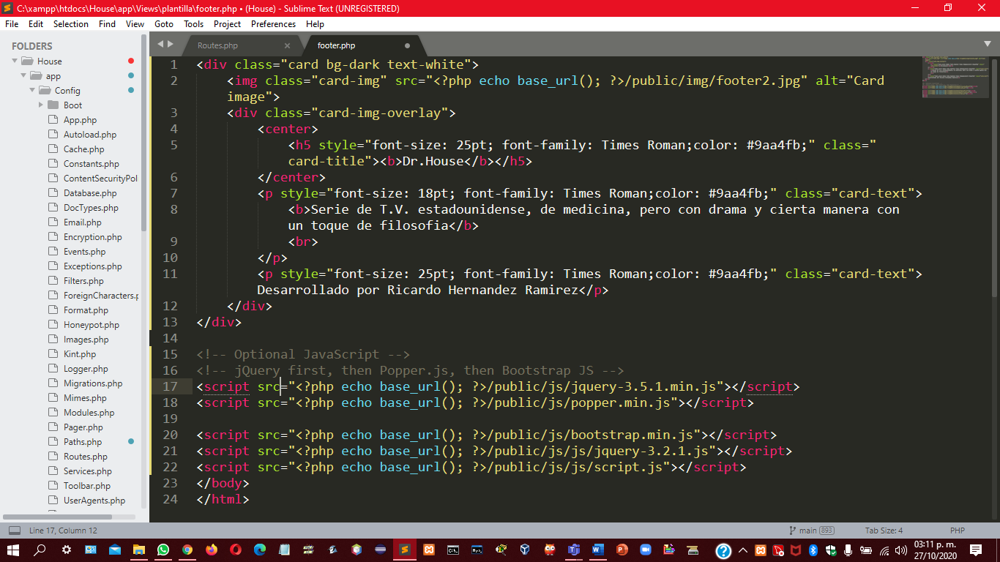 C:\xampp\htdocs\House\app\Views\plantilla\footer.php • (House) - Sublime Text (UNREGISTERED)
File Edit Selection Find View Goto Tools Project Preferences Help
FOLDERS
House
app
Config
Boot
App.php
Autoload.php
Cache.php
Constants.php
ContentSecurityPol
Database.php
DocTypes.php
Email.php
Encryption.php
Events.php
Exceptions.php
Filters.php
ForeignCharacters.p
Format.php
Honeypot.php
Images.php
Kint.php
Logger.php
Migrations.php
Mimes.php
Modules.php
Pager.php
Paths.php
Routes.php
Services.php
Toolbar.php
UserAgents.php
Routes.php × footer.php
1 <div class="card bg-dark text-white">
2 <img class="card-img" src="<?php echo base_url(); ?>/public/img/footer2.jpg" alt="Card
image">
3 <div class="card-img-overlay">
4 <center>
5 <h5 style="font-size: 25pt; font-family: Times Roman;color: #9aa4fb;" class="
card-title"><b>Dr.House</b></h5>
6 </center>
7 <p style="font-size: 18pt; font-family: Times Roman;color: #9aa4fb;" class="card-text">
8 <b>Serie de T.V. estadounidense, de medicina, pero con drama y cierta manera con
un toque de filosofia</b>
9 <br>
10 </p>
11 <p style="font-size: 25pt; font-family: Times Roman;color: #9aa4fb;" class="card-text">
Desarrollado por Ricardo Hernandez Ramirez</p>
12 </div>
13 </div>
14
15 <!-- Optional JavaScript -->
16 <!-- jQuery first, then Popper.js, then Bootstrap JS -->
17 <script src="<?php echo base_url(); ?>/public/js/jquery-3.5.1.min.js"></script>
18 <script src="<?php echo base_url(); ?>/public/js/popper.min.js"></script>
19
20 <script src="<?php echo base_url(); ?>/public/js/bootstrap.min.js"></script>
21 <script src="<?php echo base_url(); ?>/public/js/js/jquery-3.2.1.js"></script>
22 <script src="<?php echo base_url(); ?>/public/js/js/script.js"></script>
23 </body>
24 </html>
Line 17, Column 12
main 893
Tab Size: 4
PHP
03:11 p. m.
27/10/2020